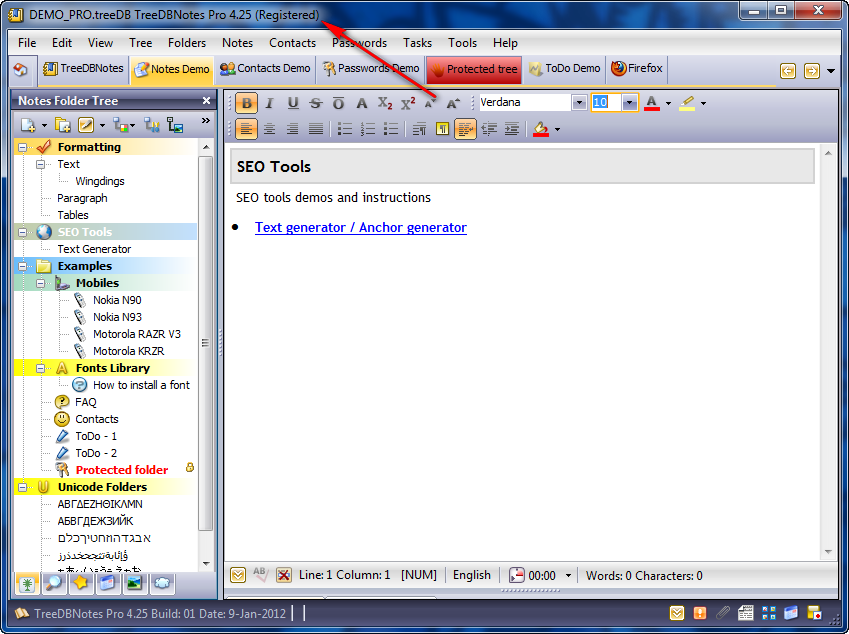 DEMO_PRO.treeDB TreeDBNotes Pro 4.25 (Registered)
File Edit View Tree Folders Notes Contacts Passwords Tasks Tools Help
TreeDBNotes Notes Demo Contacts Demo Passwords Demo Protected tree ToDo Demo Firefox
Notes Folder Tree
B I U S O A X2 X2 A A Verdana 10 A
Formatting
Text
Wingdings
Paragraph
Tables
SEO Tools
Text Generator
Examples
Mobiles
Nokia N90
Nokia N93
Motorola RAZR V3
Motorola KRZR
Fonts Library
How to install a font
FAQ
Contacts
ToDo - 1
ToDo - 2
Protected folder
Unicode Folders
ΑΒΓΔΕΖΗΘΙΚΛΜΝ
АБВГДЕЖЗИЙК
אבגדהוזחטיךכלם
SEO Tools
SEO tools demos and instructions
Text generator / Anchor generator
Line: 1 Column: 1 [NUM] English 00:00 Words: 0 Characters: 0
TreeDBNotes Pro 4.25 Build: 01 Date: 9-Jan-2012